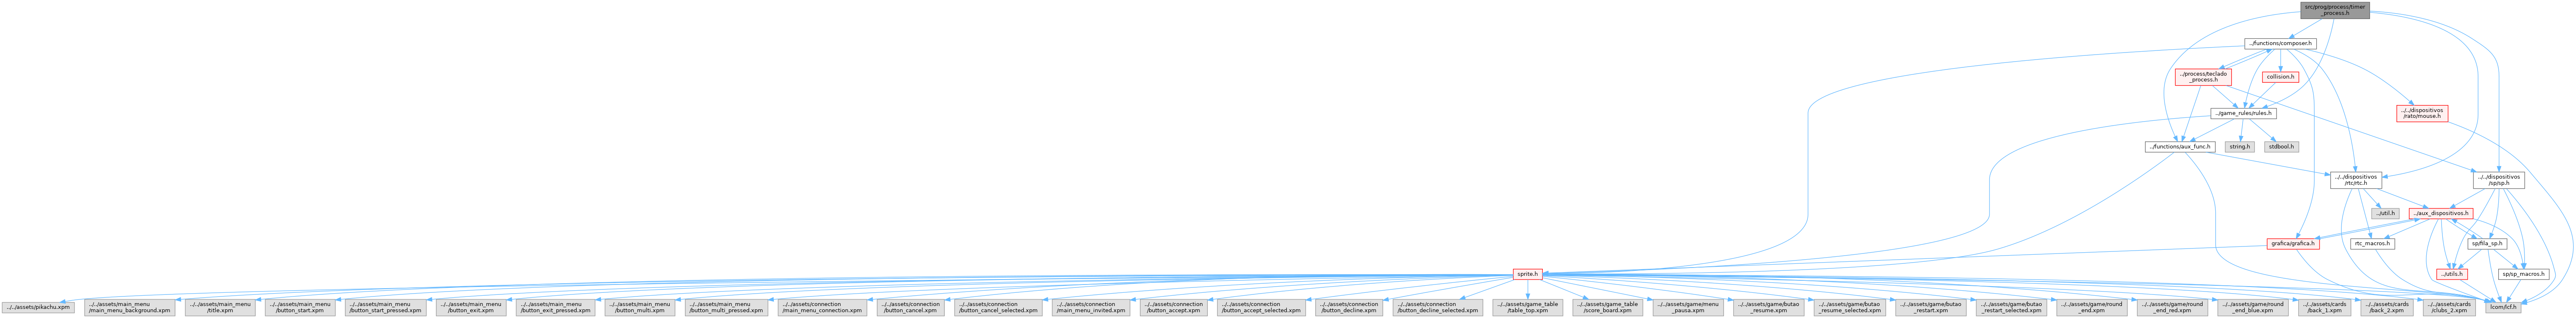 src/prog/process/timer
_process.h
../functions/composer.h
../process/teclado
_process.h
collision.h
../../dispositivos
/rato/mouse.h
../game_rules/rules.h
../functions/aux_func.h
string.h
stdbool.h
../../dispositivos
/rtc/rtc.h
../../dispositivos
/sp/sp.h
../util.h
../aux_dispositivos.h
grafica/grafica.h
rtc_macros.h
sp/fila_sp.h
sprite.h
../utils.h
sp/sp_macros.h
../../assets/pikachu.xpm
../../assets/main_menu
/main_menu_background.xpm
../../assets/main_menu
/title.xpm
../../assets/main_menu
/button_start.xpm
../../assets/main_menu
/button_start_pressed.xpm
../../assets/main_menu
/button_exit.xpm
../../assets/main_menu
/button_exit_pressed.xpm
../../assets/main_menu
/button_multi.xpm
../../assets/main_menu
/button_multi_pressed.xpm
../../assets/connection
/main_menu_connection.xpm
../../assets/connection
/button_cancel.xpm
../../assets/connection
/button_cancel_selected.xpm
../../assets/connection
/main_menu_invited.xpm
../../assets/connection
/button_accept.xpm
../../assets/connection
/button_accept_selected.xpm
../../assets/connection
/button_decline.xpm
../../assets/connection
/button_decline_selected.xpm
../../assets/game_table
/table_top.xpm
../../assets/game_table
/score_board.xpm
../../assets/game/menu
_pausa.xpm
../../assets/game/butao
_resume.xpm
../../assets/game/butao
_resume_selected.xpm
../../assets/game/butao
_restart.xpm
../../assets/game/butao
_restart_selected.xpm
../../assets/game/round
_end.xpm
../../assets/game/round
_end_red.xpm
../../assets/game/round
_end_blue.xpm
../../assets/cards
/back_1.xpm
../../assets/cards
/back_2.xpm
../../assets/cards
/clubs_2.xpm
lcom/lcf.h